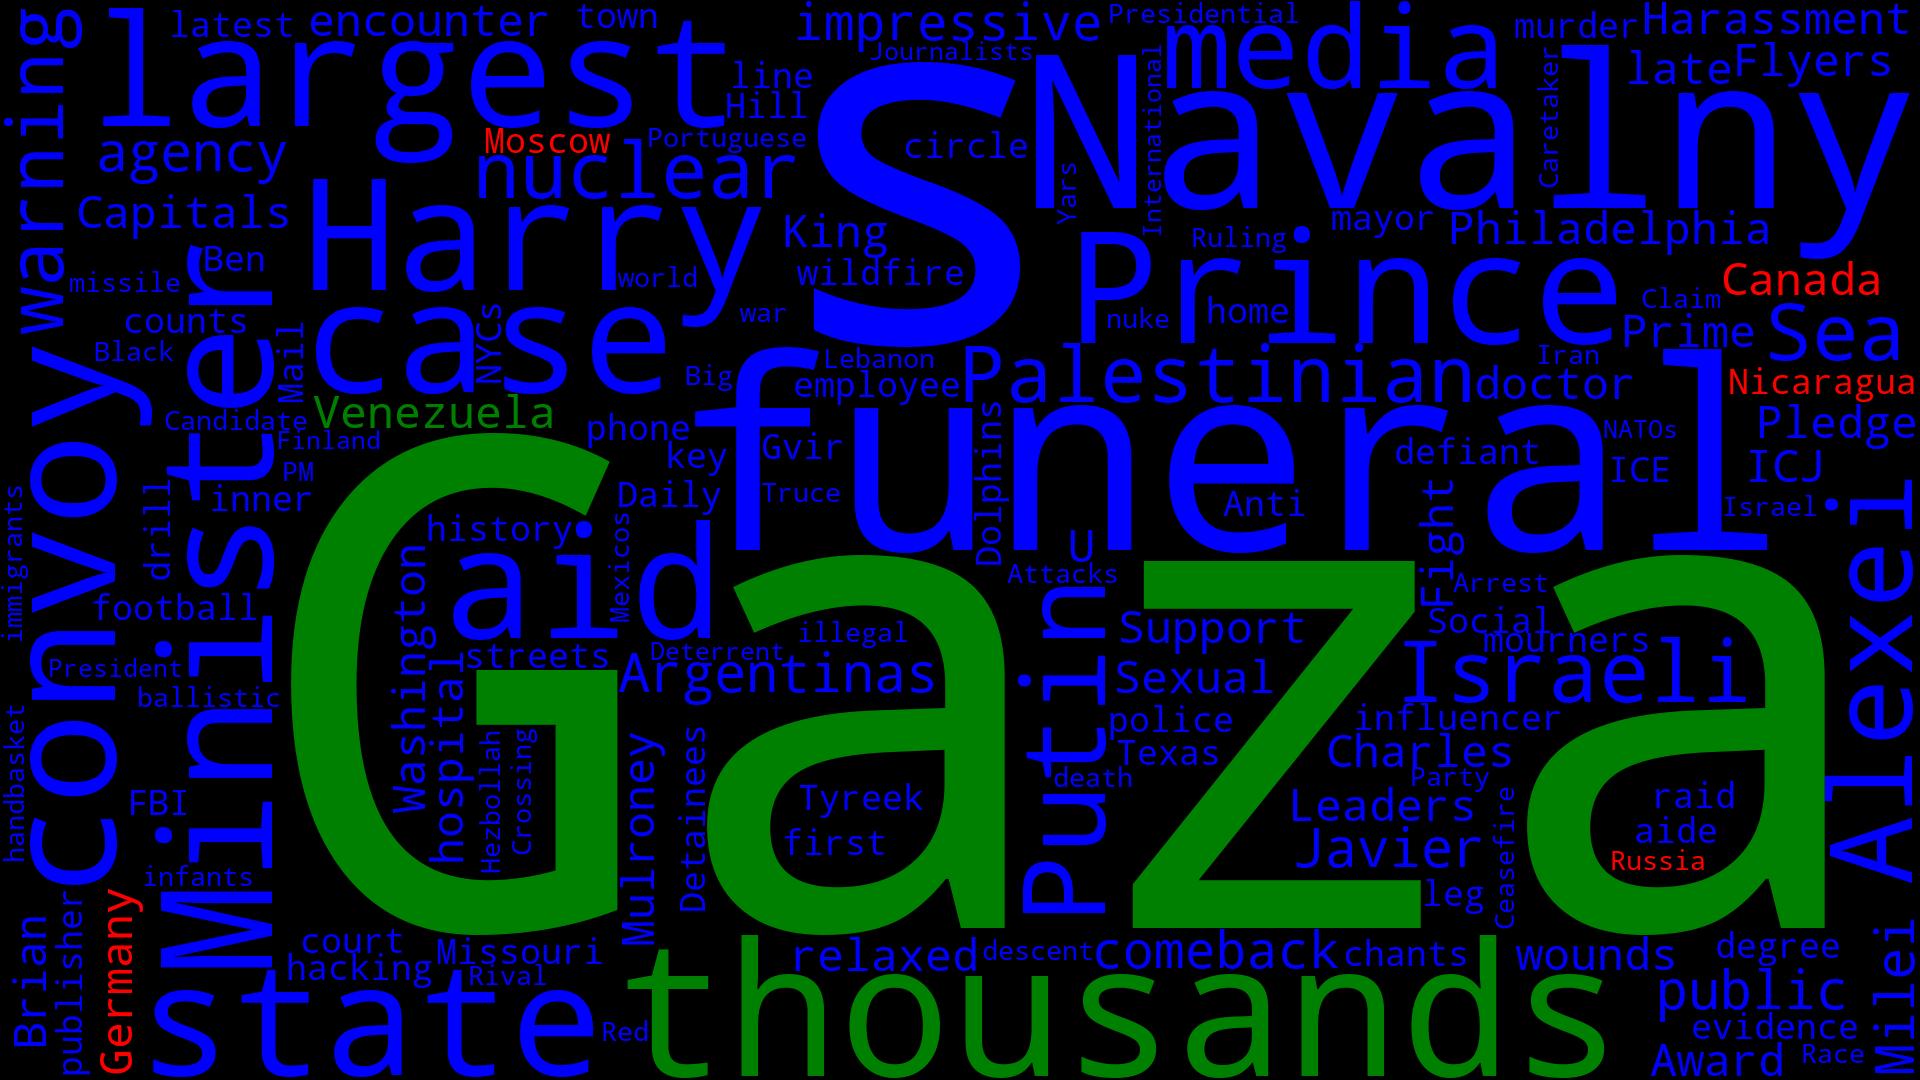 warning
latest encounter town
impressive
Presidential
murder Harassment
largest
Journalists
media
line
Hill
late Flyers
S
Navalny
International
Caretaker
agency
Moscow
Portuguese
circle
nuclear
Yars
Capitals
Harry
King
mayor Philadelphia
Ruling
Prince
Ben
missile
world
wildfire
Canada
Claim
counts
war
nuke home
Prime Sea
Black
Mail
case
NYCs
Big
Lebanon
employee Palestinian doctor
Iran
Nicaragua
convoy
Minister
Candidate Venezuela
Finland
phone
funeral
NATOs
Pledge
key Gvir
defiant
PM
inner
Daily Truce
Dolphins
Anti
ICE ICJ
Israel
immigrants
drill
history
Mexicos
U
Fight
Alexei
football
Washington
aid
Attacks
Arrest
Social
illegal
Support
mourners
President
streets
Deterrent
Argentinas
Putin
Sexual
Israeli
ballistic
hospital
Gaza
police
influencer
handbasket
Hezbollah
Crossing
Mulroney
Detainees
Texas
Charles
death
Party
FBI
Tyreek
Leaders
raid
first
Javier
aide
Russia
infants
leg
Ceasefire
Brian
publisher
Germany
court
hacking
Missouri
Rival
relaxed descent comeback chants wounds degree
Milei
state
Red
thousands
public
evidence
Award Race